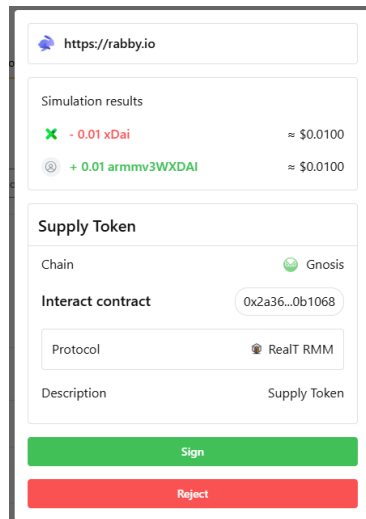 https://rabby.io
Simulation results
- 0.01 xDai ≈ $0.0100
+ 0.01 armmv3WXDAI ≈ $0.0100
Supply Token
Chain Gnosis
Interact contract 0x2a36...0b1068
Protocol RealT RMM
Description Supply Token
Sign
Reject